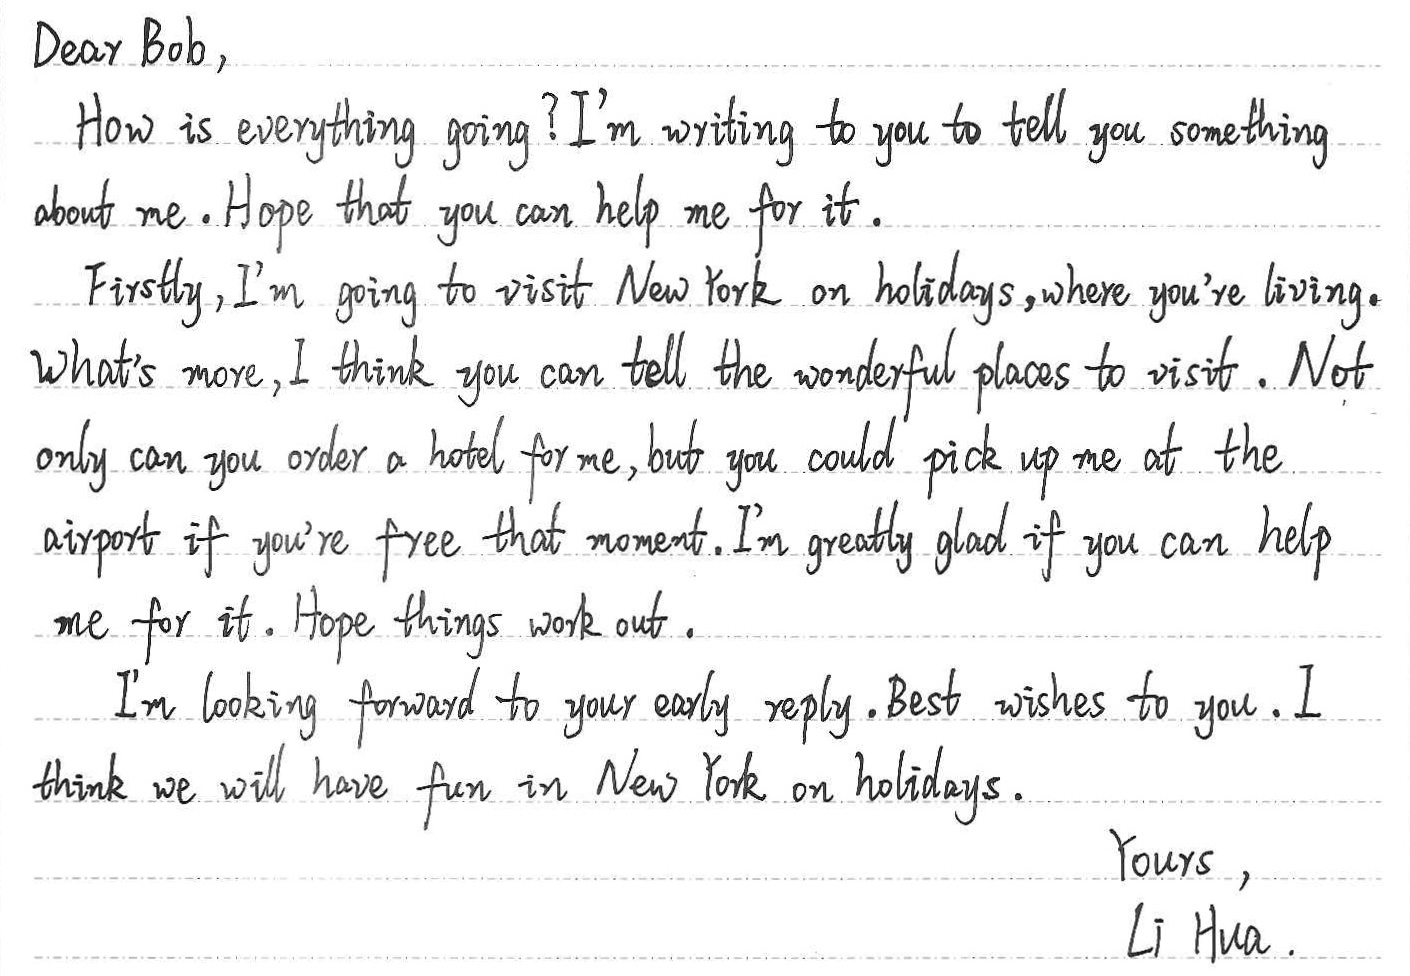 Dear Bob,
How is everything going? I'm writing to you to tell you something
about me. Hope that you can help me for it.
Firstly, I'm going to visit New York on holidays, where you're living.
What's more, I think you can tell the wonderful places to visit. Not
only can you order a hotel for me, but you could pick up me at the
airport if you're free that moment. I'm greatly glad if you can help
me for it. Hope things work out.
I'm looking forward to your early reply. Best wishes to you. I
think we will have fun in New York on holidays.
Yours,
Li Hua.